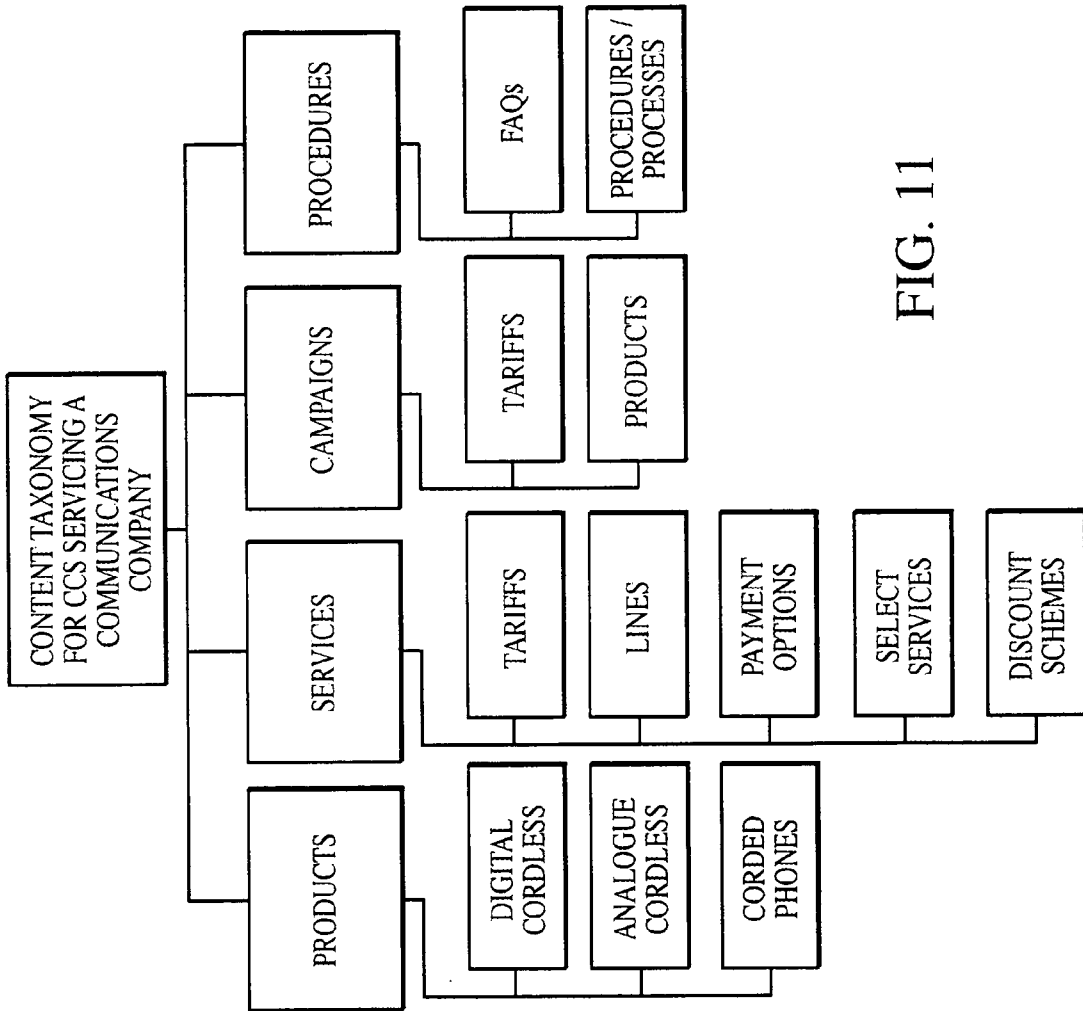 CONTENT TAXONOMY
FOR CCS SERVICING A
COMMUNICATIONS
COMPANY
PRODUCTS
DIGITAL
CORDLESS
ANALOGUE
CORDLESS
CORDED
PHONES
SERVICES
TARIFFS
LINES
PAYMENT
OPTIONS
SELECT
SERVICES
DISCOUNT
SCHEMES
CAMPAIGNS
TARIFFS
PRODUCTS
PROCEDURES
FAQs
PROCEDURES /
PROCESSES
FIG. 11